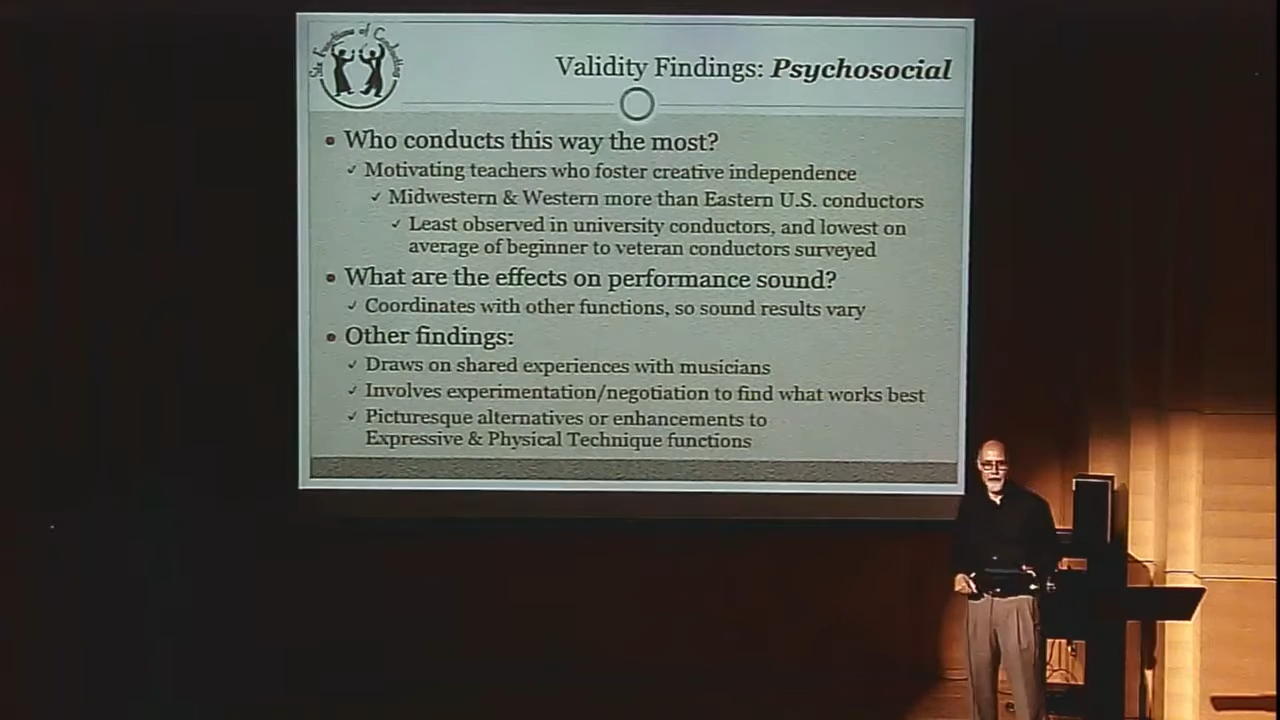 Six Functions of Conducting
Validity Findings: Psychosocial
• Who conducts this way the most?
✓ Motivating teachers who foster creative independence
✓ Midwestern & Western more than Eastern U.S. conductors
✓ Least observed in university conductors, and lowest on
average of beginner to veteran conductors surveyed
• What are the effects on performance sound?
✓ Coordinates with other functions, so sound results vary
• Other findings:
✓ Draws on shared experiences with musicians
✓ Involves experimentation/negotiation to find what works best
✓ Picturesque alternatives or enhancements to
Expressive & Physical Technique functions